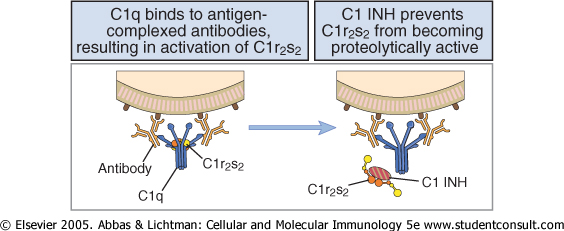 C1q binds to antigen-
complexed antibodies,
resulting in activation of C1r2s2
C1 INH prevents
C1r2s2 from becoming
proteolytically active
Antibody
C1r2s2
C1q
C1r2s2
C1 INH
© Elsevier 2005. Abbas & Lichtman: Cellular and Molecular Immunology 5e www.studentconsult.com